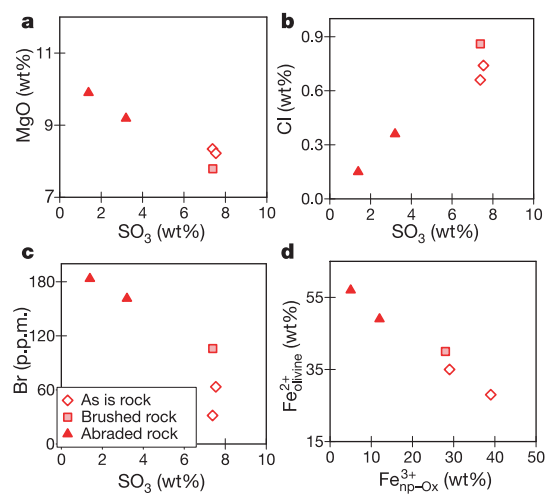 a
MgO (wt%)
11
9
7
0 2 4 6 8 10
SO₃ (wt%)
b
Cl (wt%)
0.9
0.6
0.3
0.0
0 2 4 6 8 10
SO₃ (wt%)
c
Br (p.p.m.)
180
120
60
0
As is rock
Brushed rock
Abraded rock
0 2 4 6 8 10
SO₃ (wt%)
d
Fe²⁺olivine (wt%)
55
35
15
0 10 20 30 40 50
Fe³⁺np–Ox (wt%)